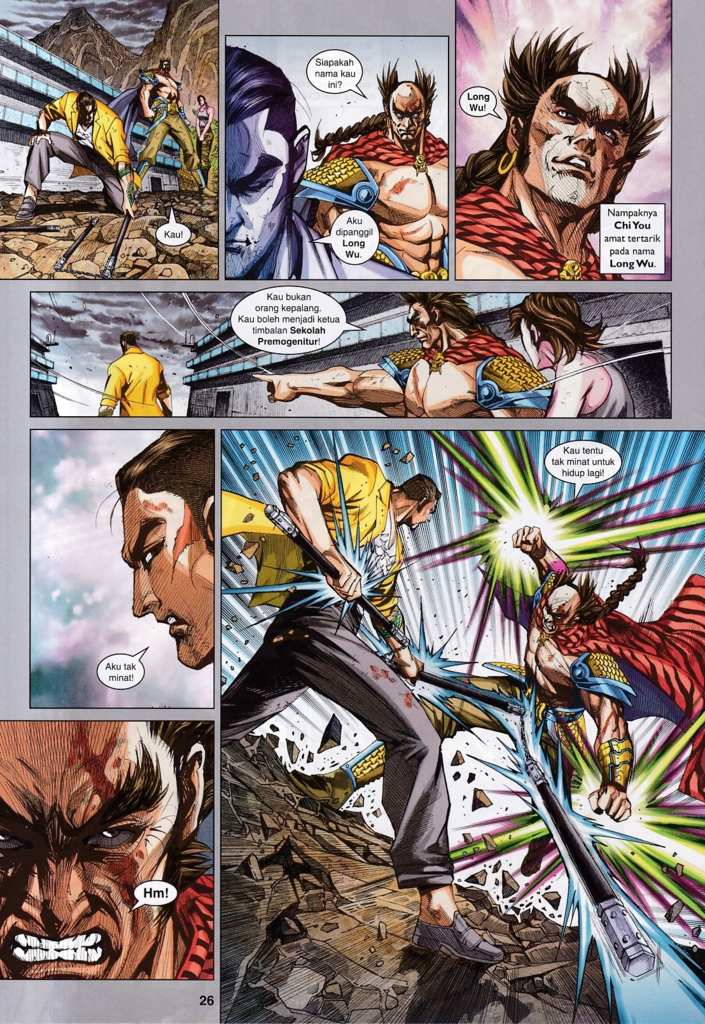 Kau!
Siapakah
nama kau
ini?
Aku
dipanggil
Long
Wu.
Long
Wu!
Nampaknya
Chi You
amat tertarik
pada nama
Long Wu.
Kau bukan
orang kepalang.
Kau boleh menjadi ketua
timbalan Sekolah
Premogenitur!
Aku tak
minat!
Kau tentu
tak minat untuk
hidup lagi!
Hm!
26